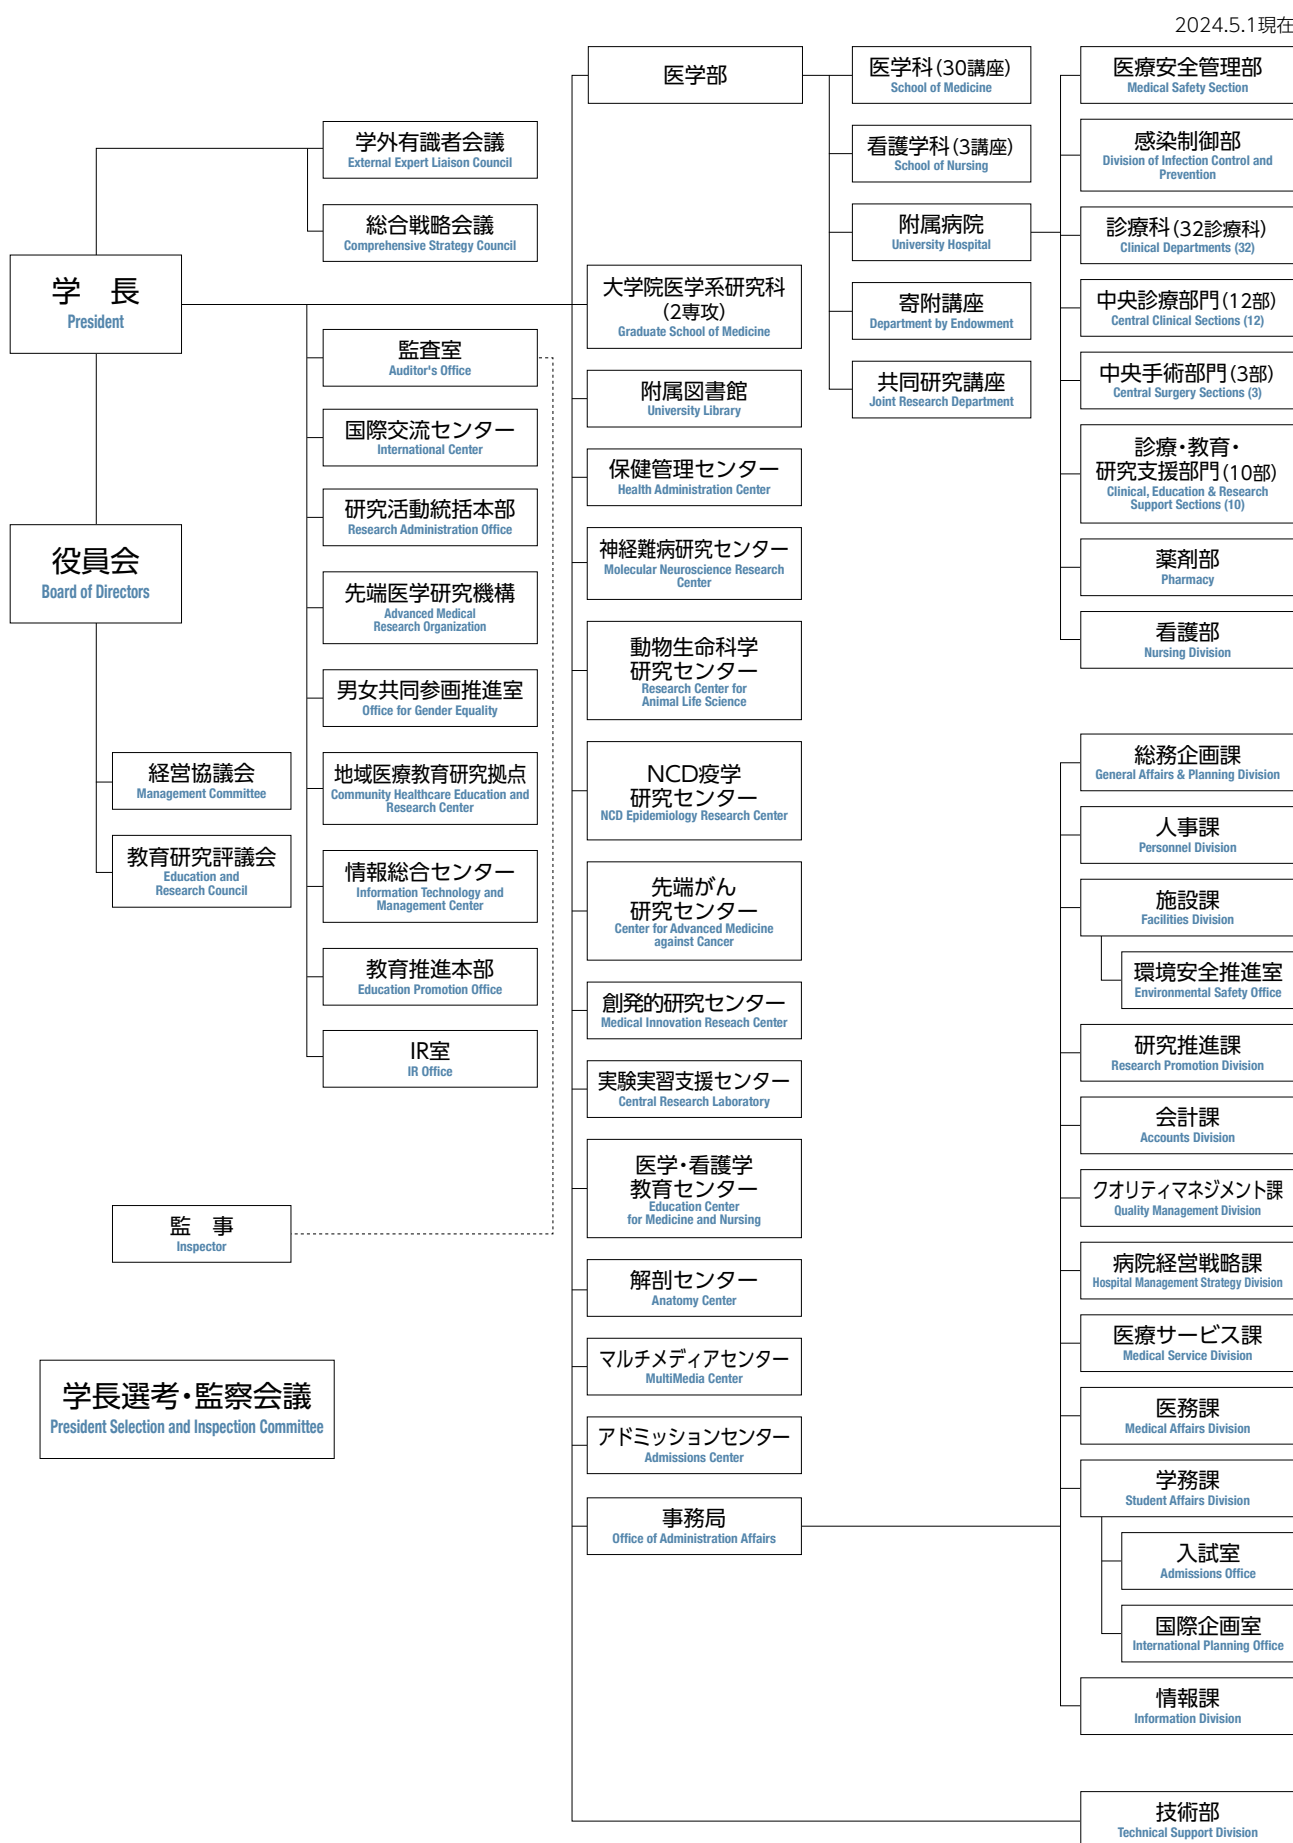 2024.5.1現在
学　長
President
役員会
Board of Directors
経営協議会
Management Committee
教育研究評議会
Education and
Research Council
監　事
Inspector
学長選考・監察会議
President Selection and Inspection Committee
学外有識者会議
External Expert Liaison Council
総合戦略会議
Comprehensive Strategy Council
監査室
Auditor's Office
国際交流センター
International Center
研究活動統括本部
Research Administration Office
先端医学研究機構
Advanced Medical
Research Organization
男女共同参画推進室
Office for Gender Equality
地域医療教育研究拠点
Community Healthcare Education and
Research Center
情報総合センター
Information Technology and
Management Center
教育推進本部
Education Promotion Office
IR室
IR Office
医学部
大学院医学系研究科
(2専攻)
Graduate School of Medicine
附属図書館
University Library
保健管理センター
Health Administration Center
神経難病研究センター
Molecular Neuroscience Research
Center
動物生命科学
研究センター
Research Center for
Animal Life Science
NCD疫学
研究センター
NCD Epidemiology Research Center
先端がん
研究センター
Center for Advanced Medicine
against Cancer
創発的研究センター
Medical Innovation Reseach Center
実験実習支援センター
Central Research Laboratory
医学・看護学
教育センター
Education Center
for Medicine and Nursing
解剖センター
Anatomy Center
マルチメディアセンター
MultiMedia Center
アドミッションセンター
Admissions Center
事務局
Office of Administration Affairs
医学科(30講座)
School of Medicine
看護学科(3講座)
School of Nursing
附属病院
University Hospital
寄附講座
Department by Endowment
共同研究講座
Joint Research Department
医療安全管理部
Medical Safety Section
感染制御部
Division of Infection Control and
Prevention
診療科(32診療科)
Clinical Departments (32)
中央診療部門(12部)
Central Clinical Sections (12)
中央手術部門(3部)
Central Surgery Sections (3)
診療・教育・
研究支援部門(10部)
Clinical, Education & Research
Support Sections (10)
薬剤部
Pharmacy
看護部
Nursing Division
総務企画課
General Affairs & Planning Division
人事課
Personnel Division
施設課
Facilities Division
環境安全推進室
Environmental Safety Office
研究推進課
Research Promotion Division
会計課
Accounts Division
クオリティマネジメント課
Quality Management Division
病院経営戦略課
Hospital Management Strategy Division
医療サービス課
Medical Service Division
医務課
Medical Affairs Division
学務課
Student Affairs Division
入試室
Admissions Office
国際企画室
International Planning Office
情報課
Information Division
技術部
Technical Support Division